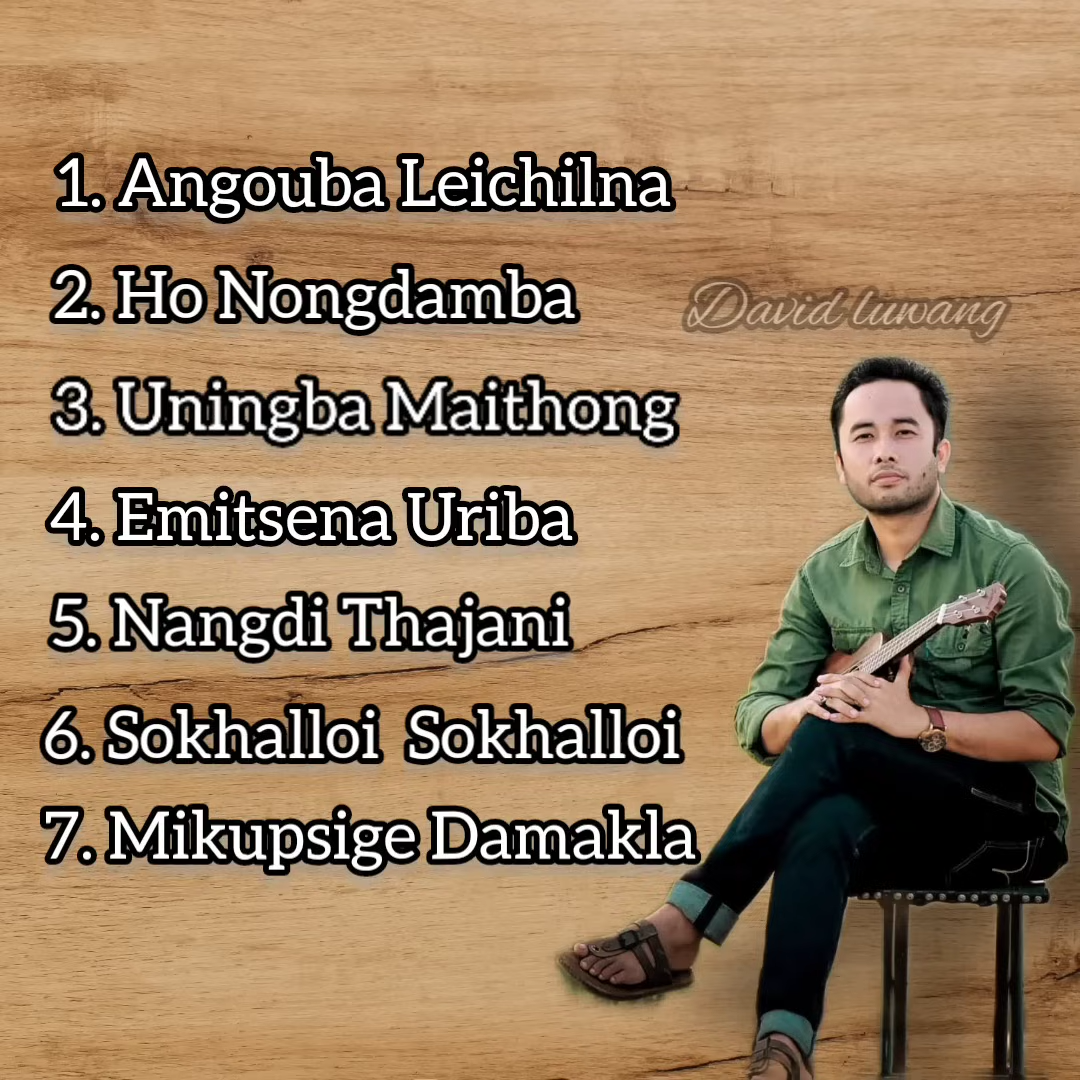 1. Angouba Leichilna
2. Ho Nongdamba
David luwang
3. Uningba Maithong
4. Emitsena Uriba
5. Nangdi Thajani
6. Sokhalloi Sokhalloi
7. Mikupsige Damakla